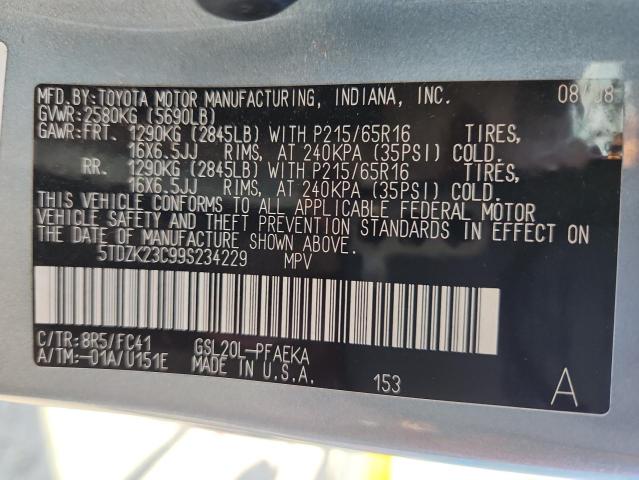 MFD.BY:TOYOTA MOTOR MANUFACTURING, INDIANA, INC. 08/08
GVWR: 2580KG (5690LB)
GAWR:FRT. 1290KG (2845LB) WITH P215/65R16 TIRES,
16X6.5JJ RIMS, AT 240KPA (35PSI) COLD.
RR. 1290KG (2845LB) WITH P215/65R16 TIRES,
16X6.5JJ RIMS, AT 240KPA (35PSI) COLD.
THIS VEHICLE CONFORMS TO ALL APPLICABLE FEDERAL MOTOR
VEHICLE SAFETY AND THEFT PREVENTION STANDARDS IN EFFECT ON
THE DATE OF MANUFACTURE SHOWN ABOVE.
5TDZK23C99S234229 MPV
C/TR:8R5/FC41 GSL20L-PFAEKA
A/TM:-01A/U151E MADE IN U.S.A.
153 A